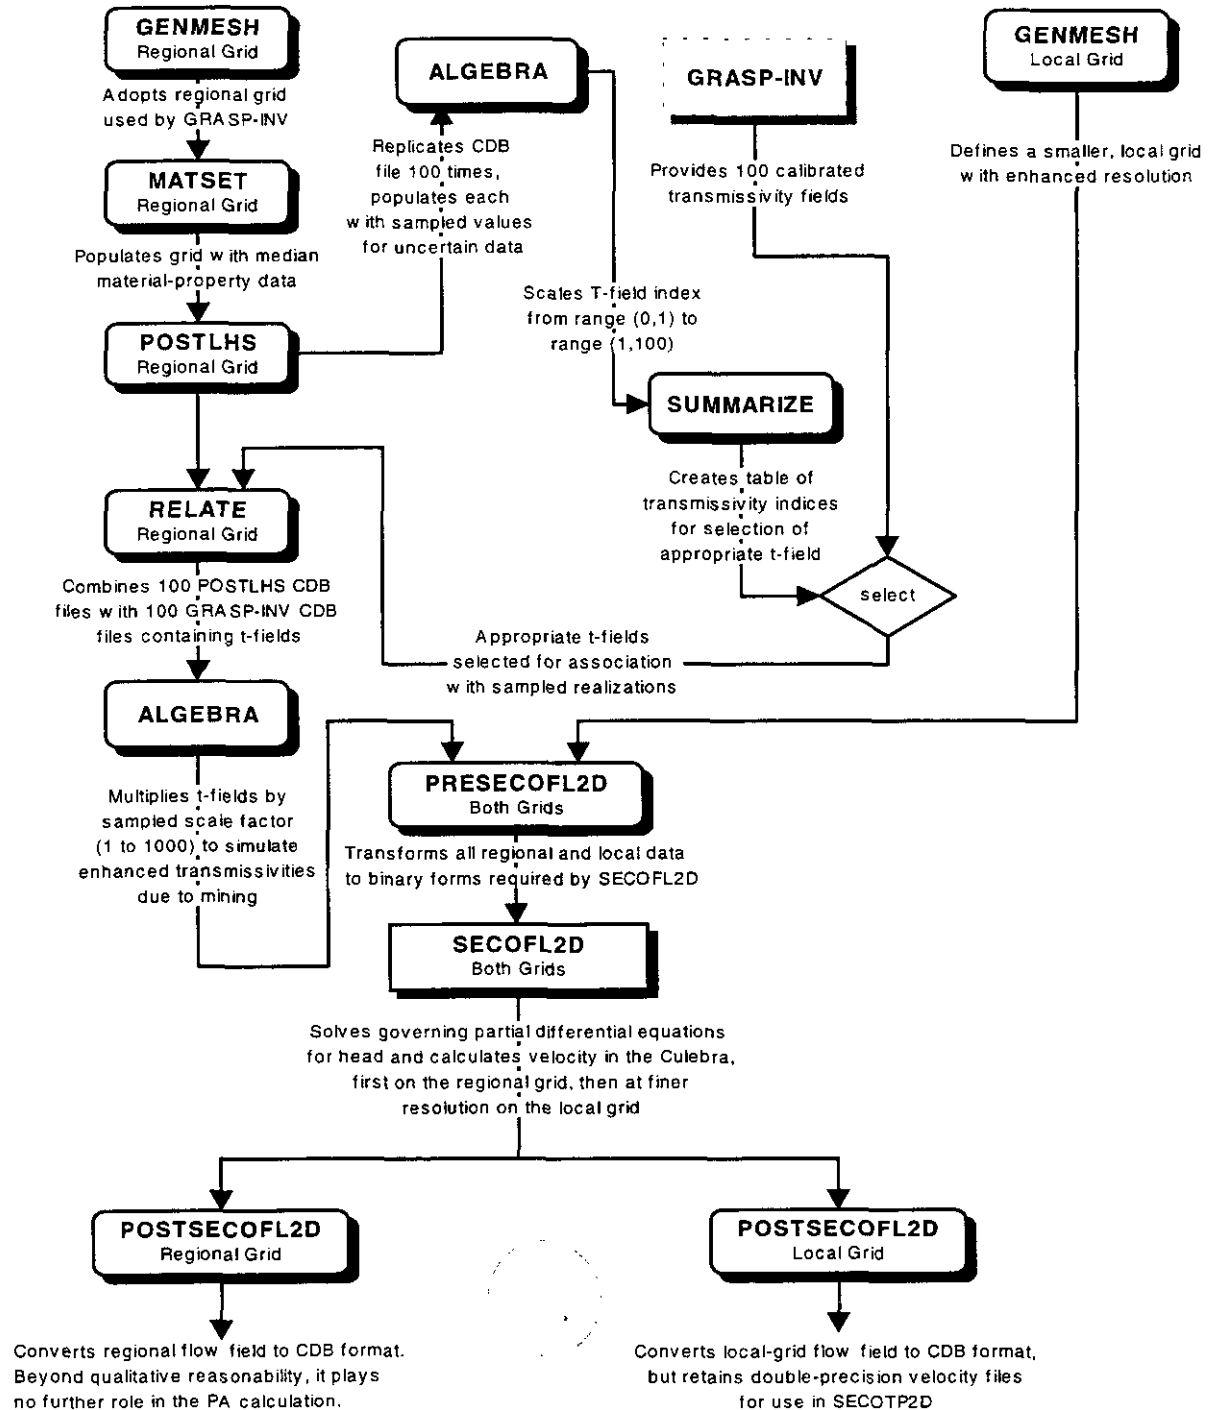 GENMESH
Regional Grid
Adopts regional grid
used by GRASP-INV
MATSET
Regional Grid
Populates grid with median
material-property data
POSTLHS
Regional Grid
ALGEBRA
Replicates CDB
file 100 times,
populates each
with sampled values
for uncertain data
Scales T-field index
from range (0,1) to
range (1,100)
GRASP-INV
Provides 100 calibrated
transmissivity fields
GENMESH
Local Grid
Defines a smaller, local grid
with enhanced resolution
SUMMARIZE
Creates table of
transmissivity indices
for selection of
appropriate t-field
select
Appropriate t-fields
selected for association
with sampled realizations
RELATE
Regional Grid
Combines 100 POSTLHS CDB
files with 100 GRASP-INV CDB
files containing t-fields
ALGEBRA
Multiplies t-fields by
sampled scale factor
(1 to 1000) to simulate
enhanced transmissivities
due to mining
PRESECOFL2D
Both Grids
Transforms all regional and local data
to binary forms required by SECOFL2D
SECOFL2D
Both Grids
Solves governing partial differential equations
for head and calculates velocity in the Culebra,
first on the regional grid, then at finer
resolution on the local grid
POSTSECOFL2D
Regional Grid
Converts regional flow field to CDB format.
Beyond qualitative reasonability, it plays
no further role in the PA calculation.
POSTSECOFL2D
Local Grid
Converts local-grid flow field to CDB format,
but retains double-precision velocity files
for use in SECOTP2D